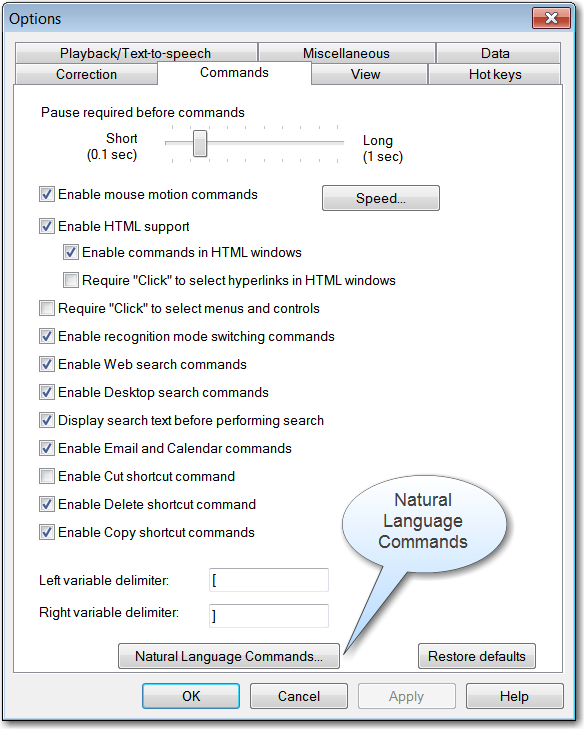 Options
Playback/Text-to-speech
Miscellaneous
Data
Correction
Commands
View
Hot keys
Pause required before commands
Short
(0.1 sec)
Long
(1 sec)
Enable mouse motion commands
Speed...
Enable HTML support
Enable commands in HTML windows
Require "Click" to select hyperlinks in HTML windows
Require "Click" to select menus and controls
Enable recognition mode switching commands
Enable Web search commands
Enable Desktop search commands
Display search text before performing search
Enable Email and Calendar commands
Enable Cut shortcut command
Enable Delete shortcut command
Enable Copy shortcut commands
Natural
Language
Commands
Left variable delimiter:
[
Right variable delimiter:
]
Natural Language Commands...
Restore defaults
OK
Cancel
Apply
Help